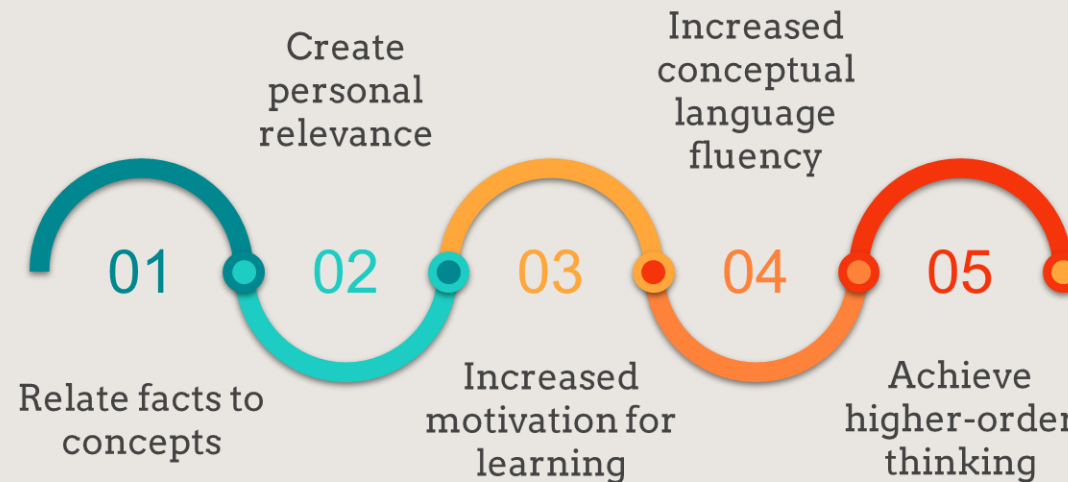 01
Relate facts to
concepts
02
Create
personal
relevance
03
Increased
motivation for
learning
04
Increased
conceptual
language
fluency
05
Achieve
higher-order
thinking